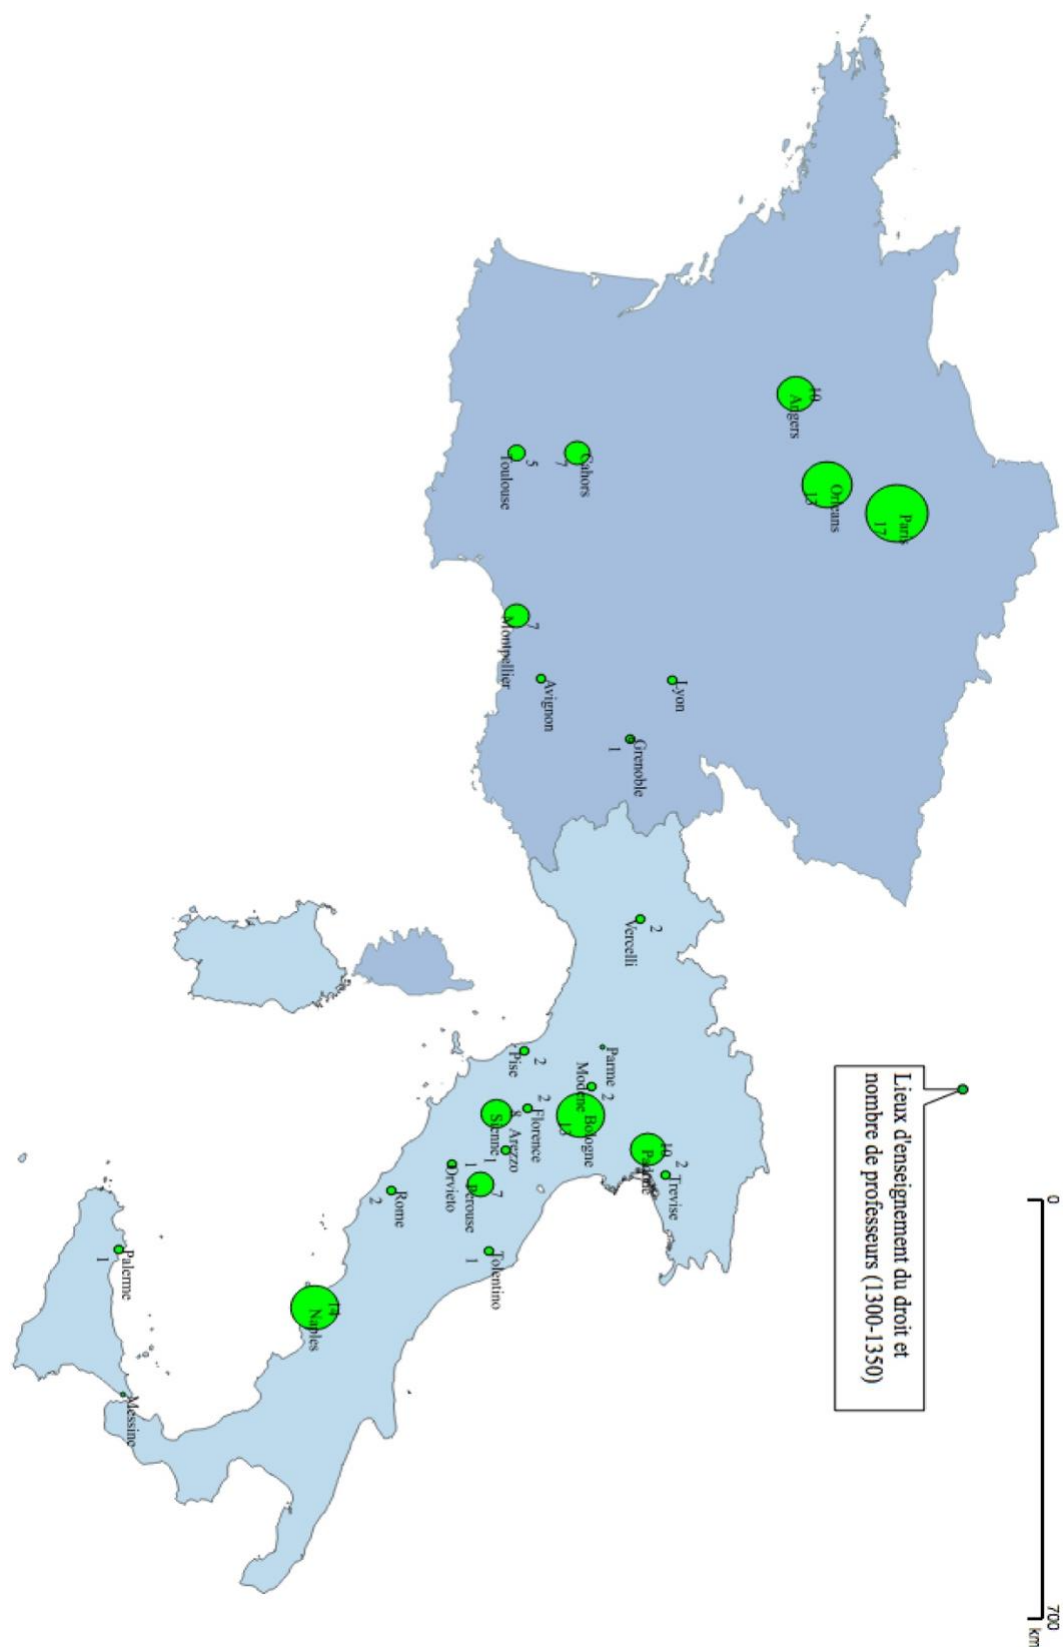 0
700
km
Lieux d'enseignement du droit et
nombre de professeurs (1300-1350)
Paris
17
Orleans
13
10
Angers
Cahors
7
5
Toulouse
7
Montpellier
Avignon
Lyon
Grenoble
1
2
Vercelli
Parme
2
Modene
Bologne
13
10
Padoue
2
Trevise
2
Pise
2
Florence
8
Sienne
Arezzo
1
7
Perouse
1
Orvieto
Tolentino
1
Rome
2
14
Naples
Palerme
1
Messine